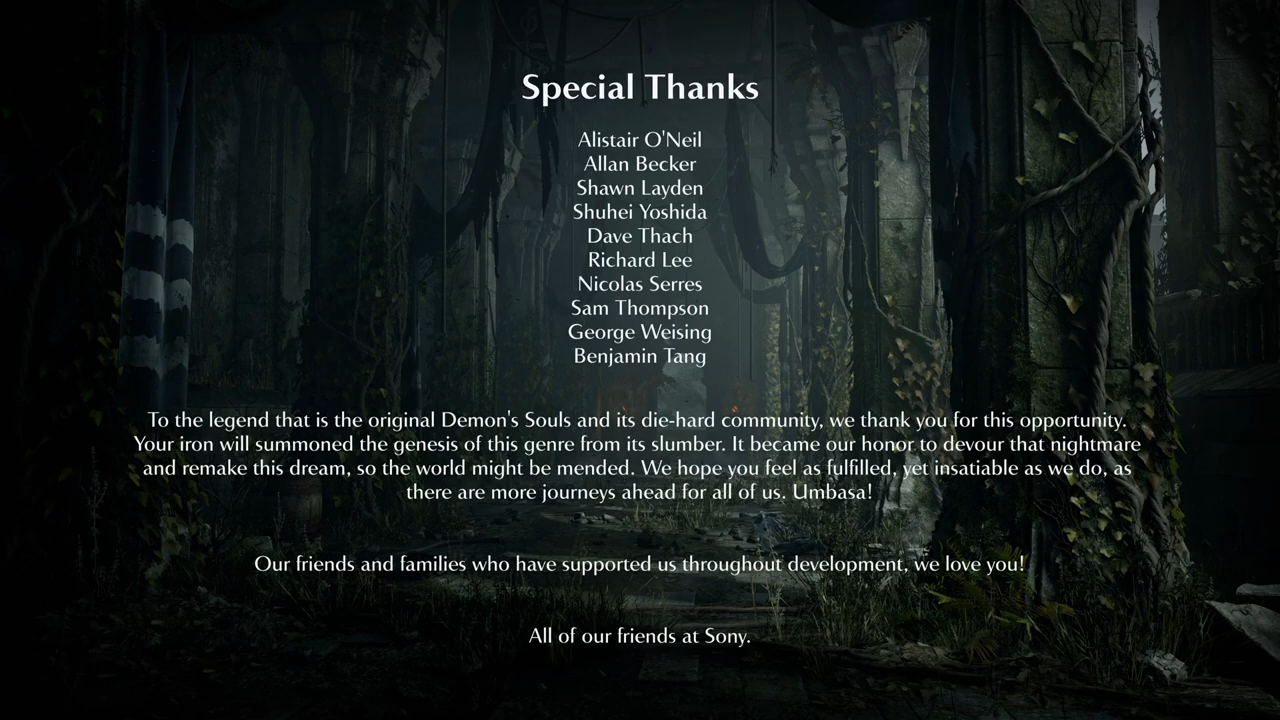 Special Thanks
Alistair O'Neil
Allan Becker
Shawn Layden
Shuhei Yoshida
Dave Thach
Richard Lee
Nicolas Serres
Sam Thompson
George Weising
Benjamin Tang
To the legend that is the original Demon's Souls and its die-hard community, we thank you for this opportunity.
Your iron will summoned the genesis of this genre from its slumber. It became our honor to devour that nightmare
and remake this dream, so the world might be mended. We hope you feel as fulfilled, yet insatiable as we do, as
there are more journeys ahead for all of us. Umbasa!
Our friends and families who have supported us throughout development, we love you!
All of our friends at Sony.